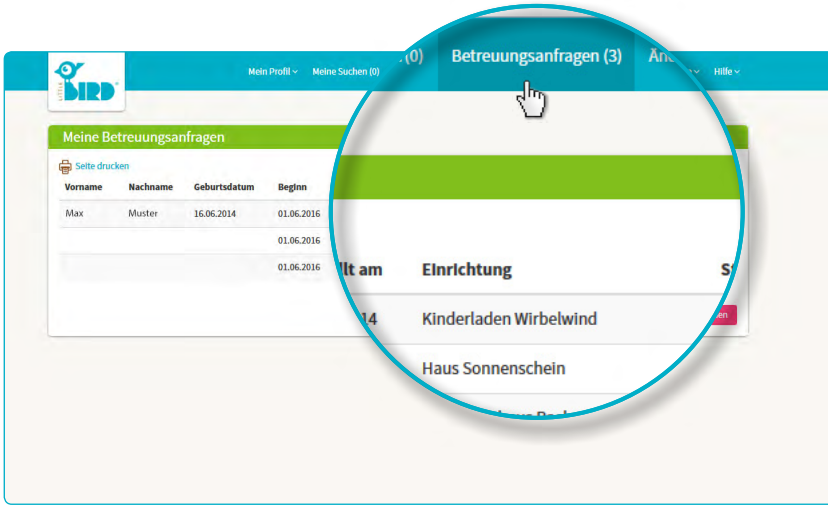 (0) Betreuungsanfragen (3)
little BIRD
Mein Profil Meine Suchen (0) Hilfe
Meine Betreuungsanfragen
Seite drucken
Vorname Nachname Geburtsdatum Beginn
llt am Einrichtung
Max Muster 16.06.2014 01.06.2016
14 Kinderladen Wirbelwind
01.06.2016
Haus Sonnenschein
01.06.2016